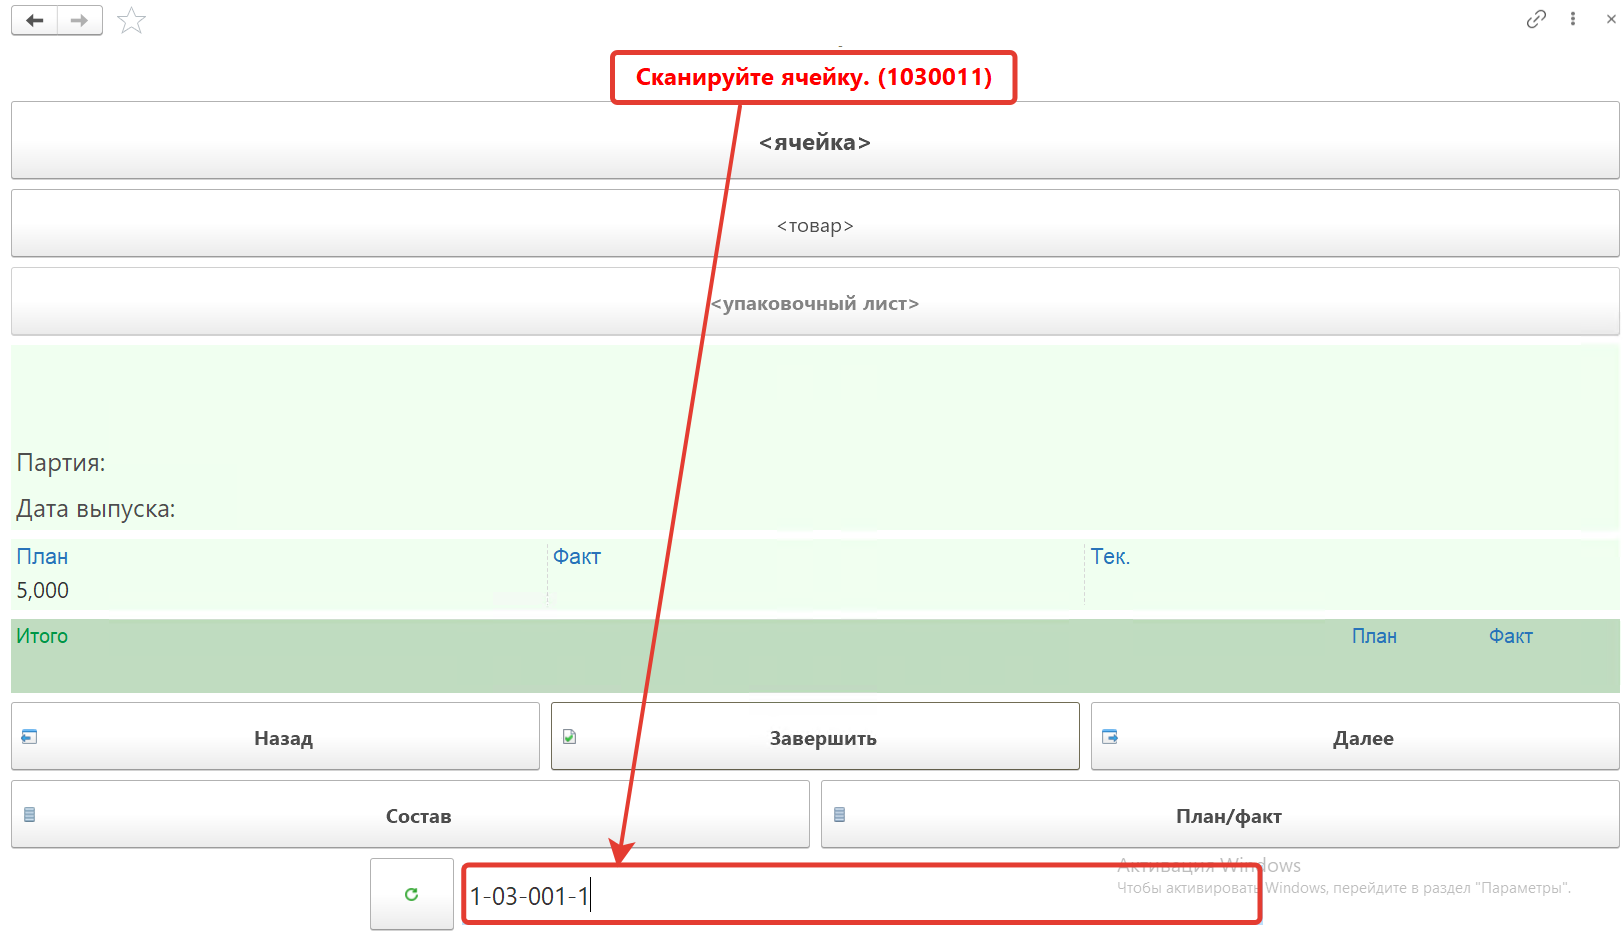 Сканируйте ячейку. (1030011)
<ячейка>
<товар>
<упаковочный лист>
Партия:
Дата выпуска:
План Факт Тек.
5,000
Итого План Факт
Назад Завершить Далее
Состав План/факт
Активация Windows
1-03-001-1
Чтобы активировать Windows, перейдите в раздел "Параметры".